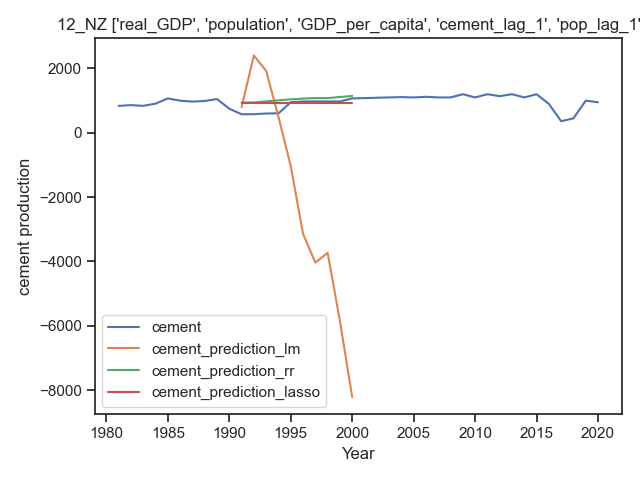 12_NZ ['real_GDP', 'population', 'GDP_per_capita', 'cement_lag_1', 'pop_lag_1'
2000
0
−2000
−4000
−6000
−8000
cement production
cement
cement_prediction_lm
cement_prediction_rr
cement_prediction_lasso
1980 1985 1990 1995 2000 2005 2010 2015 2020
Year